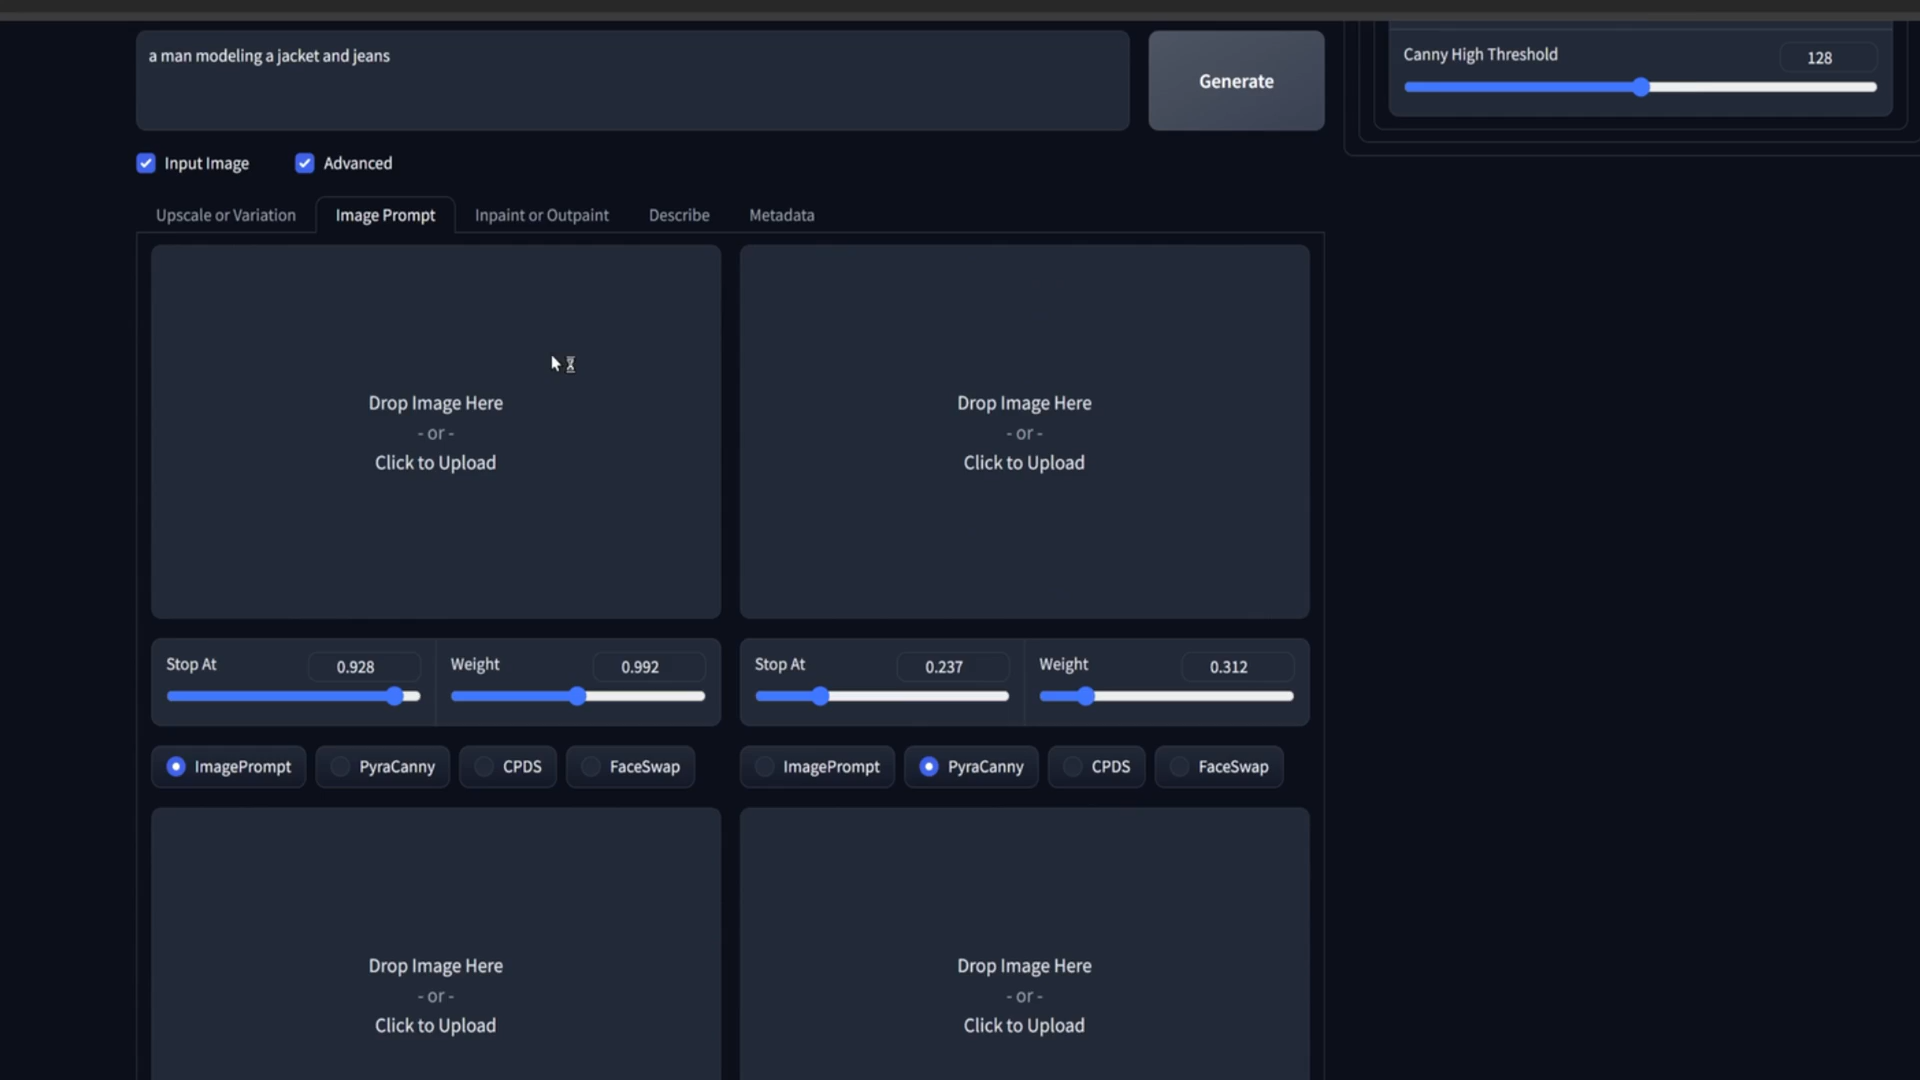 a man modeling a jacket and jeans
Generate
Canny High Threshold
128
Input Image
Advanced
Upscale or Variation
Image Prompt
Inpaint or Outpaint
Describe
Metadata
Drop Image Here
- or -
Click to Upload
Drop Image Here
- or -
Click to Upload
Stop At
0.928
Weight
0.992
Stop At
0.237
Weight
0.312
ImagePrompt
PyraCanny
CPDS
FaceSwap
ImagePrompt
PyraCanny
CPDS
FaceSwap
Drop Image Here
- or -
Click to Upload
Drop Image Here
- or -
Click to Upload